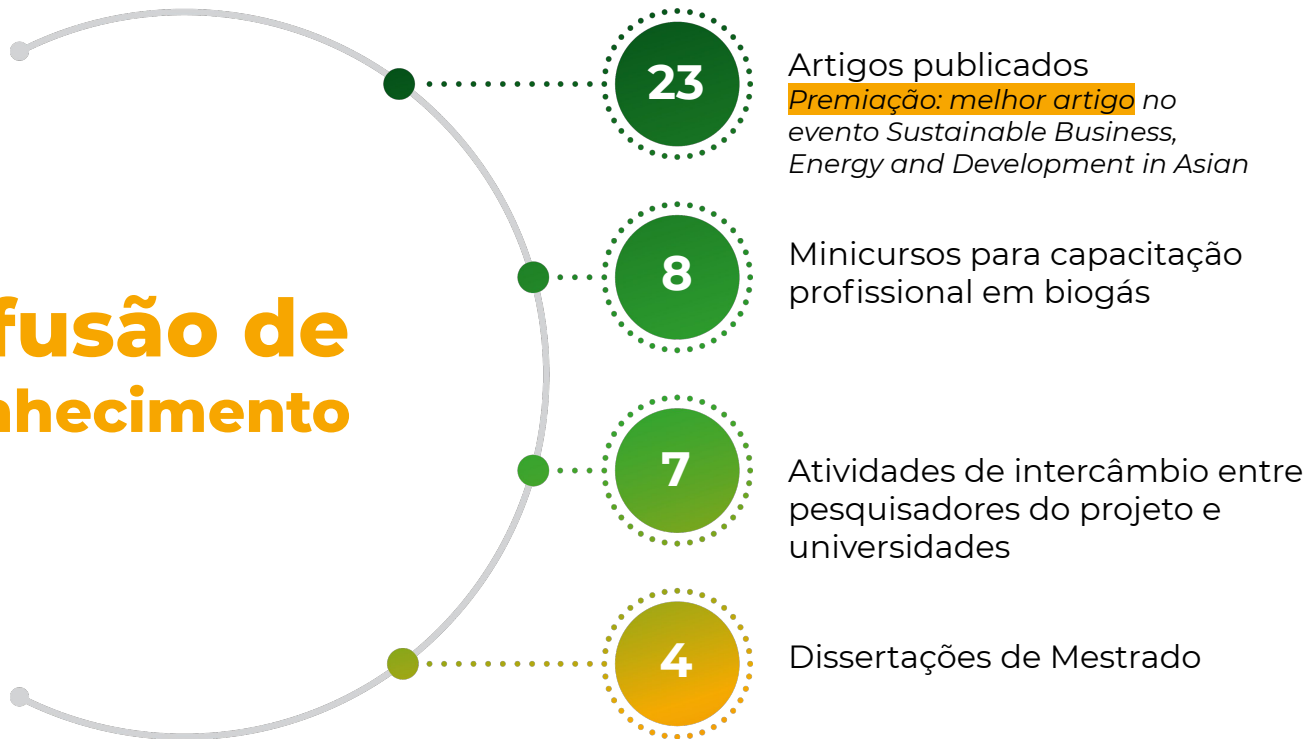 fusão de
nhecimento
23
Artigos publicados
Premiação: melhor artigo no
evento Sustainable Business,
Energy and Development in Asian
8
Minicursos para capacitação
profissional em biogás
7
Atividades de intercâmbio entre
pesquisadores do projeto e
universidades
4
Dissertações de Mestrado